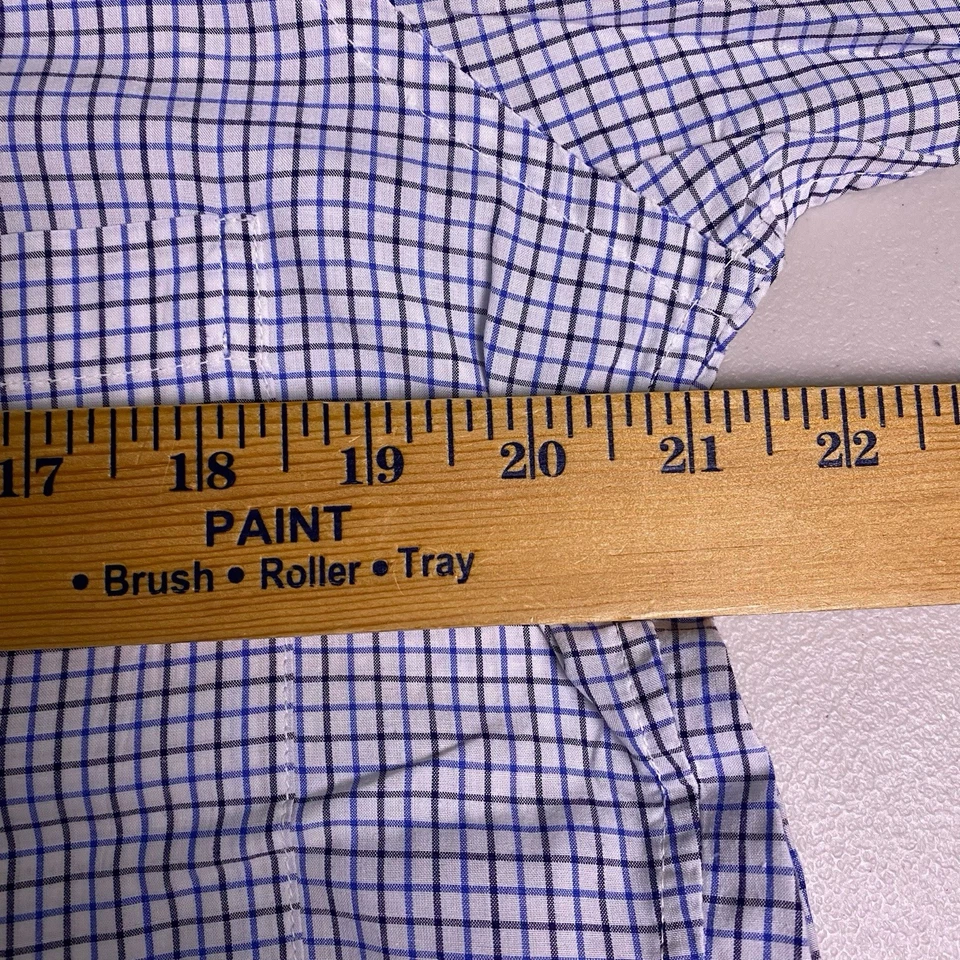 17 18 19 20 21 22
PAINT
• Brush • Roller • Tray